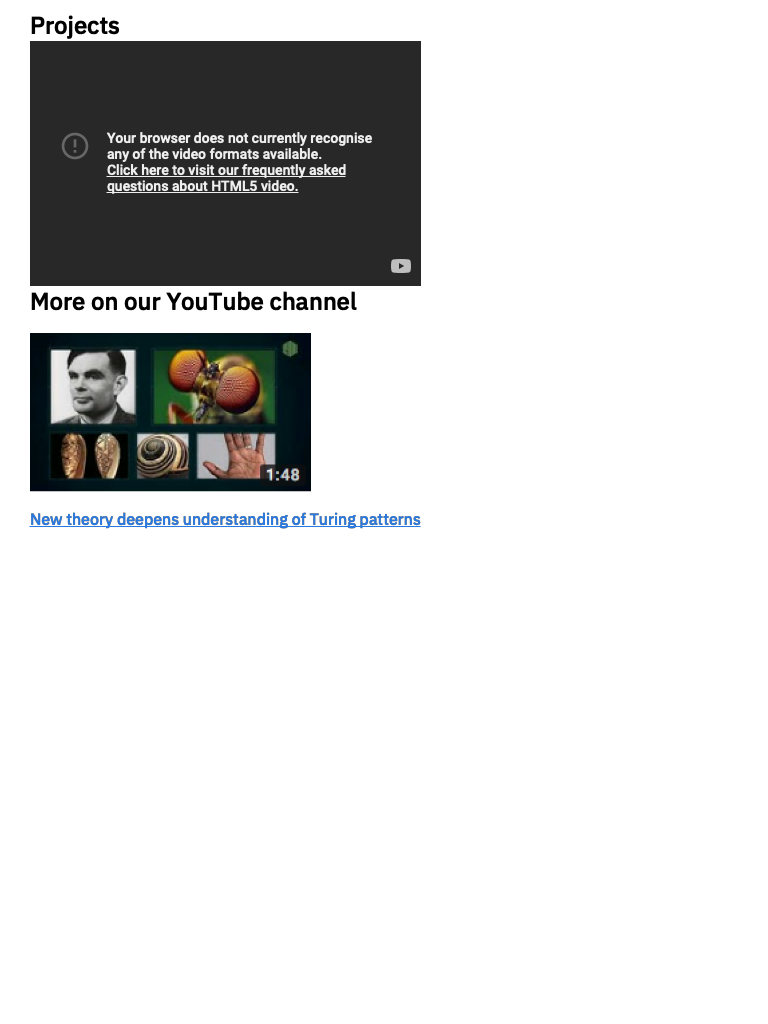 Projects
Your browser does not currently recognise
any of the video formats available.
Click here to visit our frequently asked
questions about HTML5 video.
More on our YouTube channel
1:48
New theory deepens understanding of Turing patterns